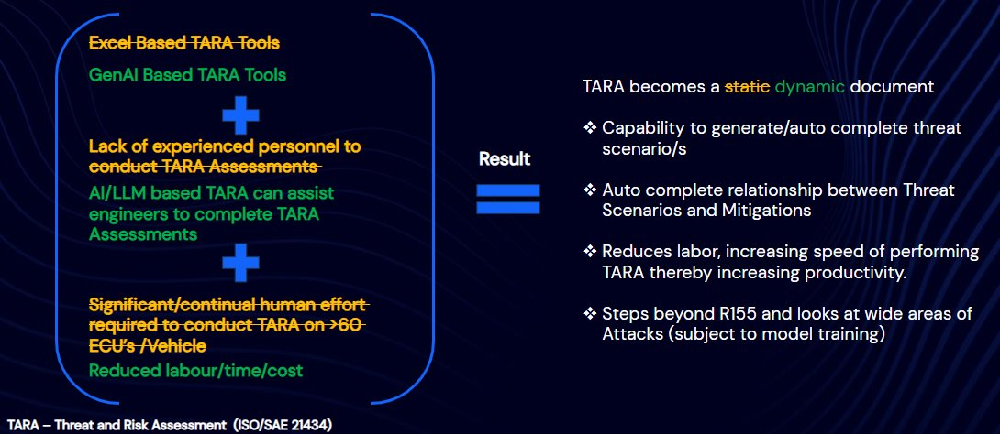 Excel Based TARA Tools
GenAI Based TARA Tools
Lack of experienced personnel to
conduct TARA Assessments
AI/LLM based TARA can assist
engineers to complete TARA
Assessments
Significant/continual human effort
required to conduct TARA on >60
ECU's /Vehicle
Reduced labour/time/cost
Result
TARA becomes a static dynamic document
❖ Capability to generate/auto complete threat
scenario/s
❖ Auto complete relationship between Threat
Scenarios and Mitigations
❖ Reduces labor, increasing speed of performing
TARA thereby increasing productivity.
❖ Steps beyond R155 and looks at wide areas of
Attacks (subject to model training)
TARA – Threat and Risk Assessment (ISO/SAE 21434)